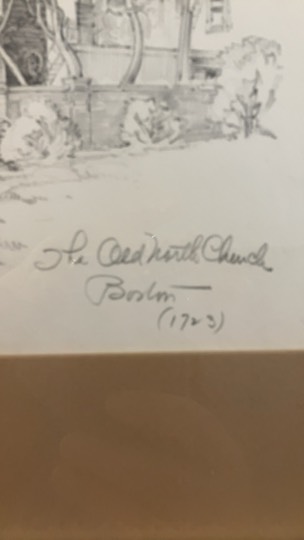 The Old North Church
Boston
(1723)